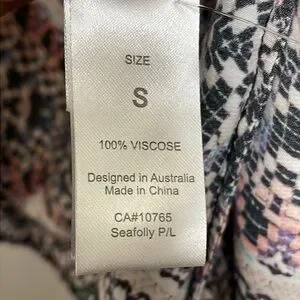 SIZE
S
100% VISCOSE
Designed in Australia
Made in China
CA#10765
Seafolly P/L